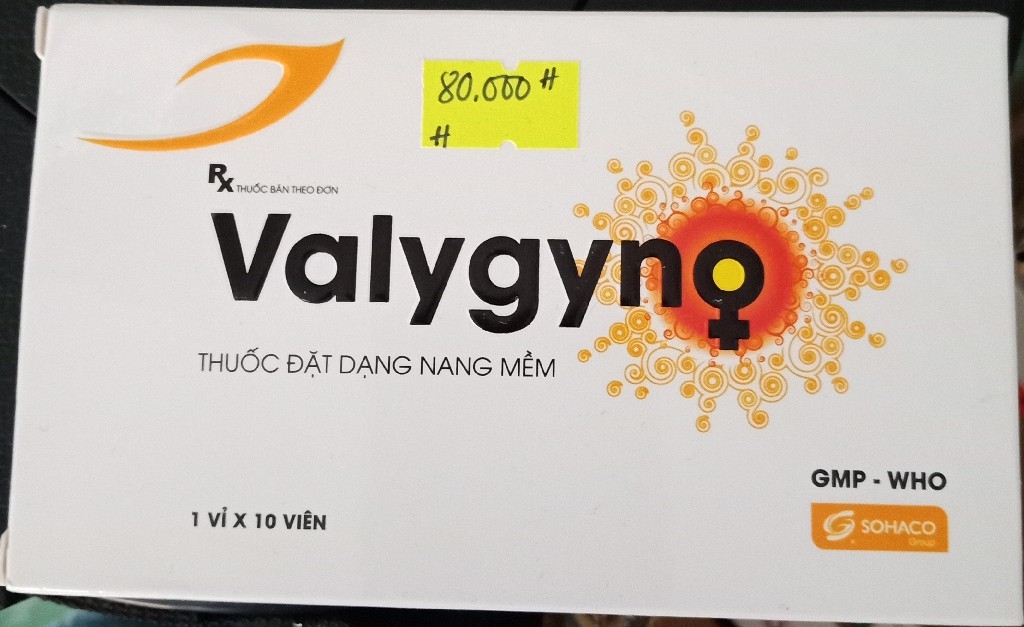 80.000 đ
đ
Rx THUỐC BÁN THEO ĐƠN
Valygyno
THUỐC ĐẶT DẠNG NANG MỀM
1 VỈ X 10 VIÊN
GMP - WHO
SOHACO
Group